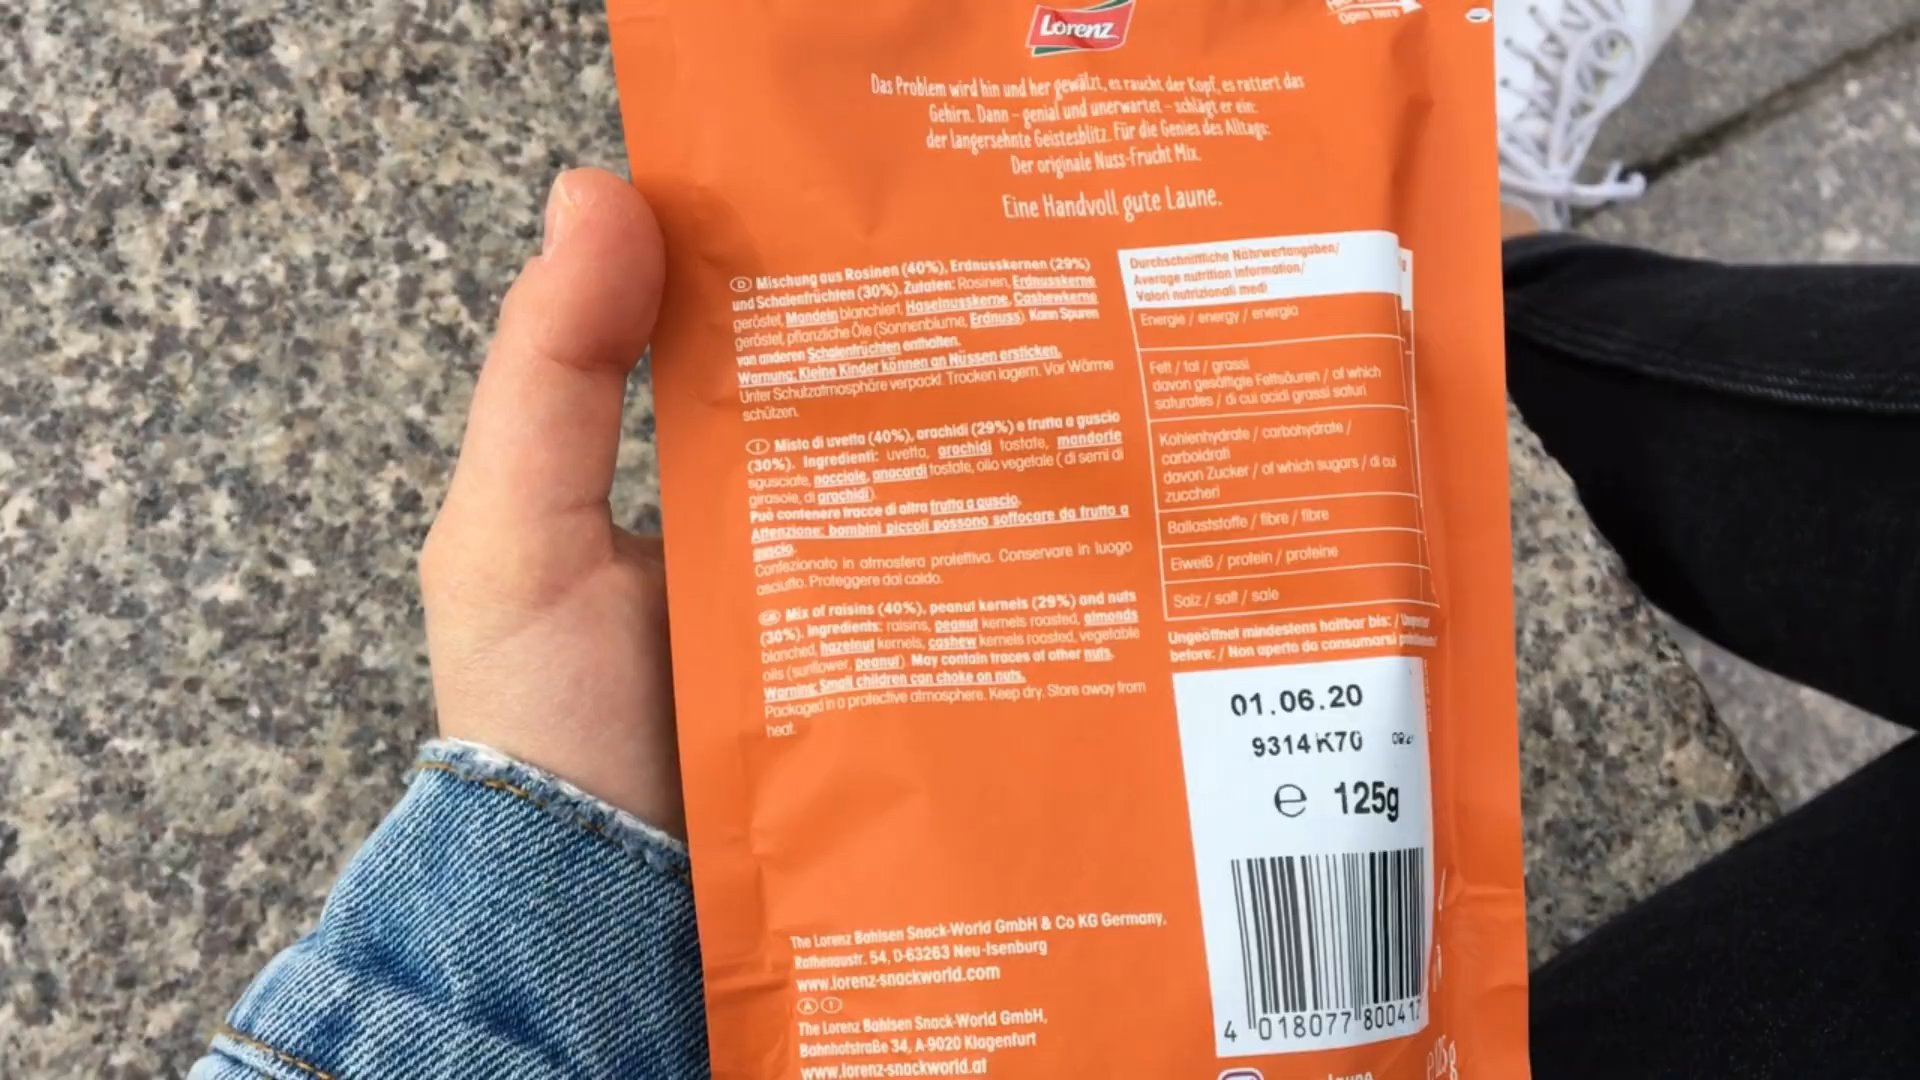 Lorenz
Open here
Das Problem wird hin und her gewälzt, es raucht der Kopf, es rattert das
Gehirn. Dann – genial und unerwartet – schlägt er ein:
der langersehnte Geistesblitz. Für die Genies des Alltags:
Der originale Nuss-Frucht Mix.
Eine Handvoll gute Laune.
D Mischung aus Rosinen (40%), Erdnusskernen (29%)
und Schalenfrüchten (30%). Zutaten: Rosinen, Erdnusskerne
geröstet, Mandeln blanchiert, Haselnusskerne, Cashewkerne
geröstet, pflanzliche Öle (Sonnenblume, Erdnuss). Kann Spuren
von anderen Schalenfrüchten enthalten.
Warnung: Kleine Kinder können an Nüssen ersticken.
Unter Schutzatmosphäre verpackt. Trocken lagern. Vor Wärme
schützen.
I Misto di uvetta (40%), arachidi (29%) e frutta a guscio
(30%). Ingredienti: uvetta, arachidi tostate, mandorle
sgusciate, nocciole, anacardi tostate, olio vegetale ( di semi di
girasole, di arachidi).
Può contenere tracce di altra frutta a guscio.
Attenzione: bambini piccoli possono soffocare da frutta a
guscio.
Confezionato in atmosfera protettiva. Conservare in luogo
asciutto. Proteggere dal caldo.
GB Mix of raisins (40%), peanut kernels (29%) and nuts
(30%). Ingredients: raisins, peanut kernels roasted, almonds
blanched, hazelnut kernels, cashew kernels roasted, vegetable
oils (sunflower, peanut). May contain traces of other nuts.
Warning: Small children can choke on nuts.
Packaged in a protective atmosphere. Keep dry. Store away from
heat.
The Lorenz Bahlsen Snack-World GmbH & Co KG Germany,
Rathenaustr. 54, D-63263 Neu-Isenburg
www.lorenz-snackworld.com
A I
The Lorenz Bahlsen Snack-World GmbH,
Bahnhofstraße 34, A-9020 Klagenfurt
www.lorenz-snackworld.at
Durchschnittliche Nährwertangaben/
Average nutrition information/
Valori nutrizionali medi
Energie / energy / energia
Fett / fat / grassi
davon gesättigte Fettsäuren / of which
saturates / di cui acidi grassi saturi
Kohlenhydrate / carbohydrate /
carboidrati
davon Zucker / of which sugars / di cui
zuccheri
Ballaststoffe / fibre / fibre
Eiweiß / protein / proteine
Salz / salt / sale
Ungeöffnet mindestens haltbar bis: /
before: / Non aperto da consumarsi
01.06.20
9314 K70
e 125g
4 018077 80041